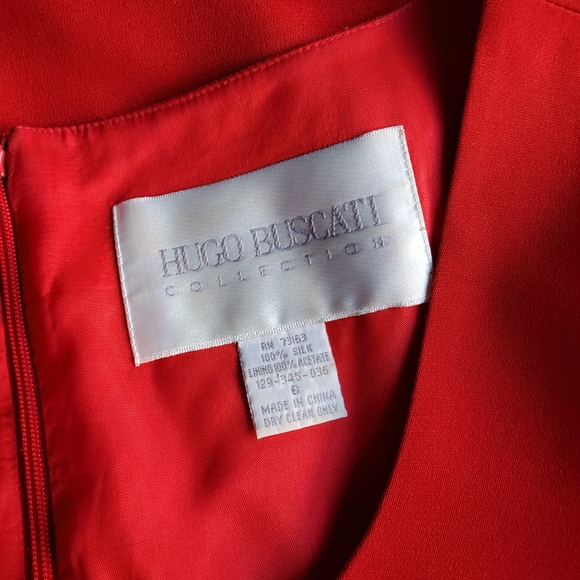 HUGO BUSCATI
COLLECTION
RN 73163
100% SILK
LINING 100% ACETATE
129-345-836
6
MADE IN CHINA
DRY CLEAN ONLY